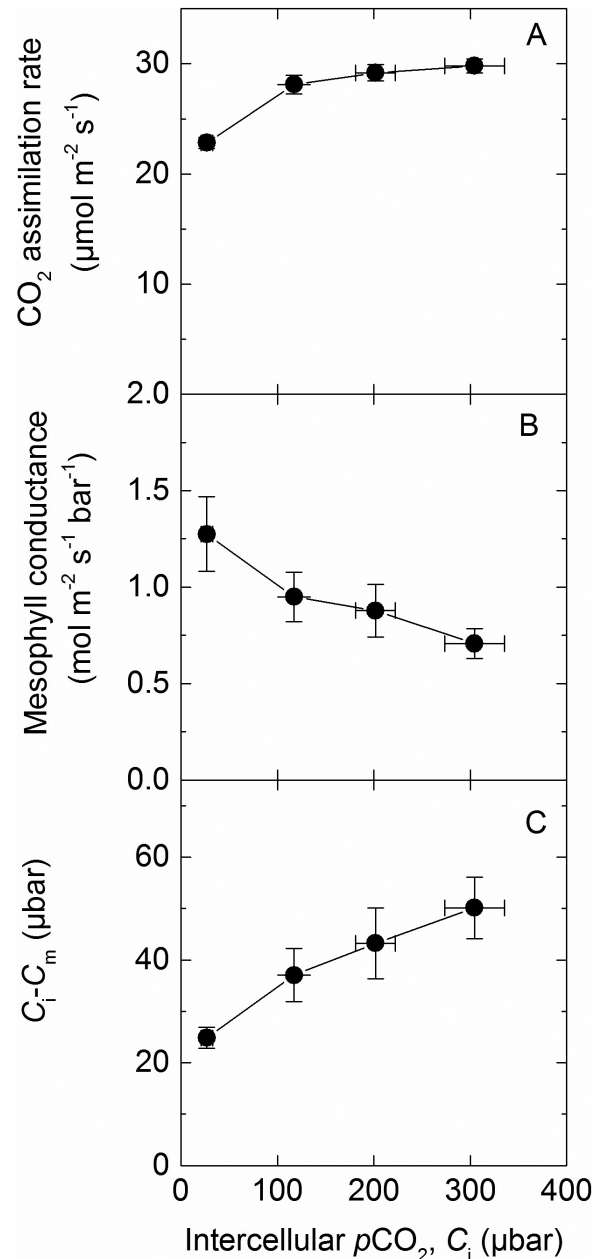 A
CO₂ assimilation rate
(µmol m⁻² s⁻¹)
30
20
10
0
B
Mesophyll conductance
(mol m⁻² s⁻¹ bar⁻¹)
2.0
1.5
1.0
0.5
0.0
C
Cᵢ-Cₘ (µbar)
60
40
20
0
0 100 200 300 400
Intercellular pCO₂, Cᵢ (µbar)